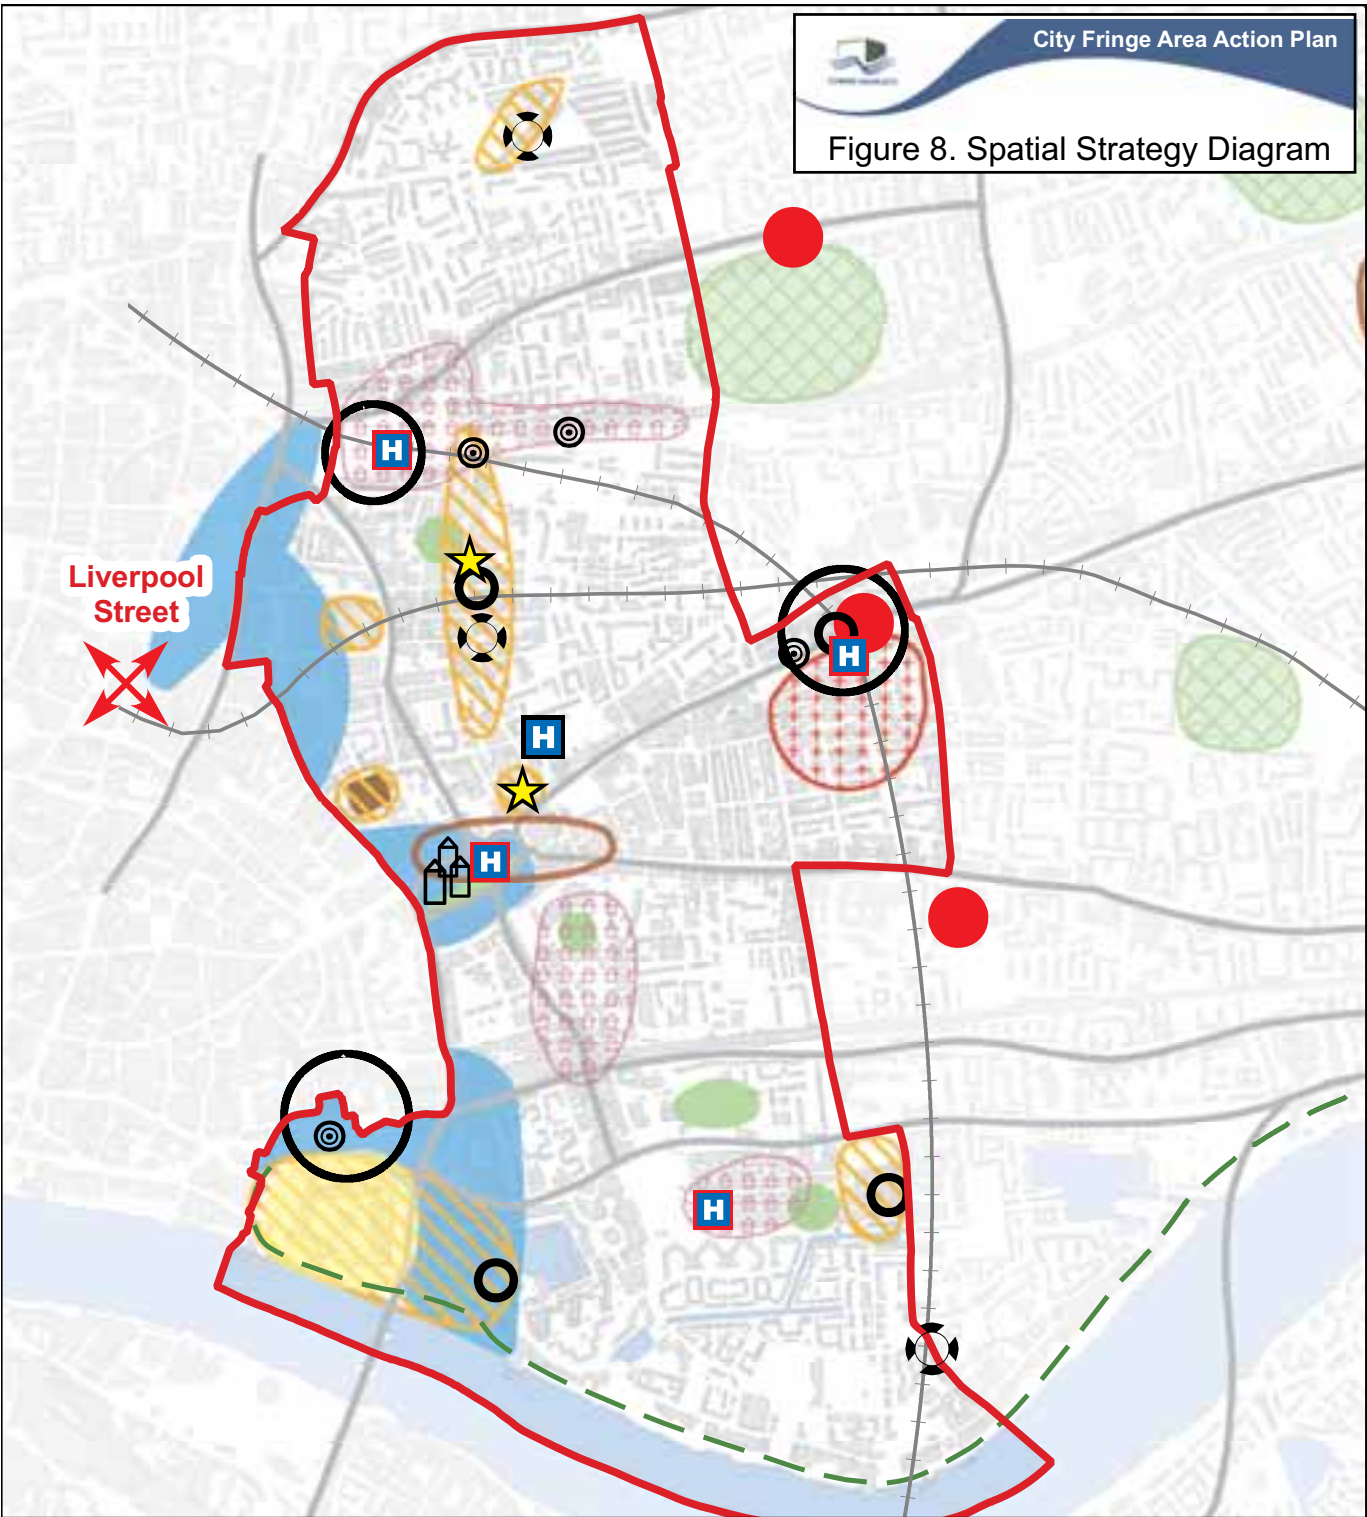 City Fringe Area Action Plan
Figure 8. Spatial Strategy Diagram
H
Liverpool
Street
H
H
H
H